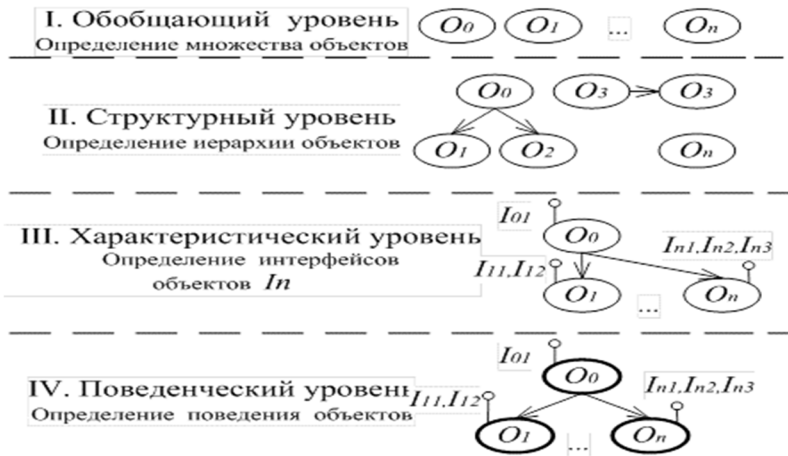 I. Обобщающий уровень
Определение множества объектов
O0 O1 ... On
O0 O3 O3
II. Структурный уровень
Определение иерархии объектов
O1 O2 On
I01
III. Характеристический уровень
O0
In1,In2,In3
Определение интерфейсов
объектов In
I11,I12
O1 ... On
I01
O0
IV. Поведенческий уровень
I11,I12
In1,In2,In3
Определение поведения объектов
O1 ... On